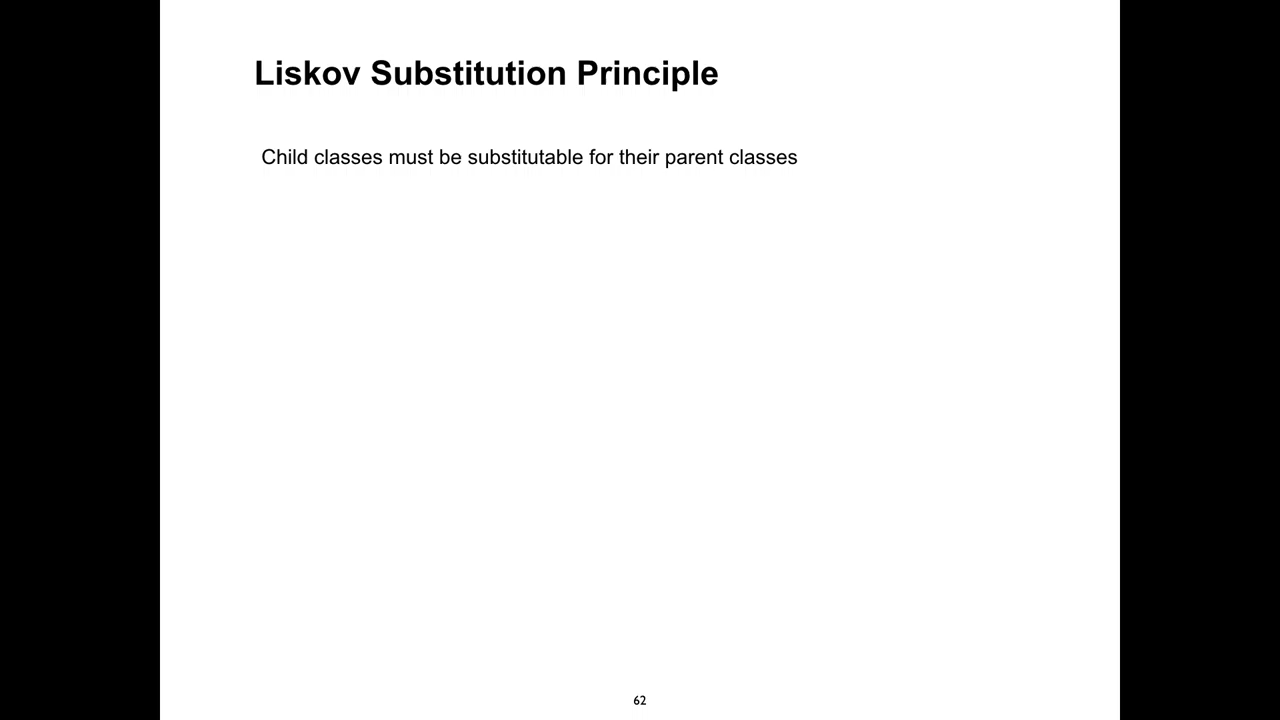 Liskov Substitution Principle
Child classes must be substitutable for their parent classes
62